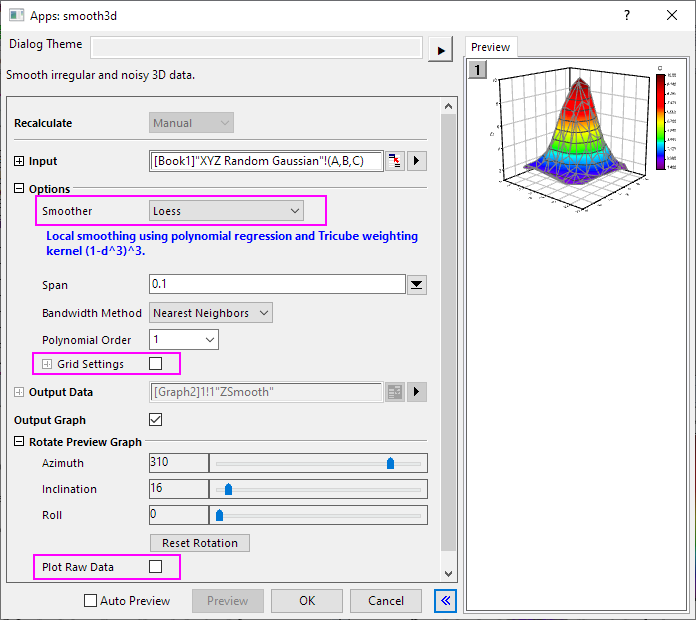 Apps: smooth3d
?
Dialog Theme
Smooth irregular and noisy 3D data.
Recalculate Manual
Input [Book1]"XYZ Random Gaussian"!(A,B,C)
Options
Smoother Loess
Local smoothing using polynomial regression and Tricube weighting
kernel (1-d^3)^3.
Span 0.1
Bandwidth Method Nearest Neighbors
Polynomial Order 1
Grid Settings
Output Data [Graph2]1!1"ZSmooth"
Output Graph
Rotate Preview Graph
Azimuth 310
Inclination 16
Roll 0
Reset Rotation
Plot Raw Data
Auto Preview Preview OK Cancel
Preview
1